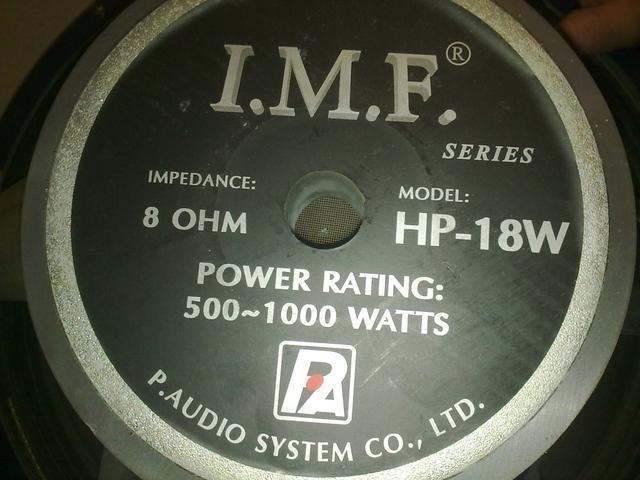 I.M.F.®
SERIES
IMPEDANCE:
8 OHM
MODEL:
HP-18W
POWER RATING:
500~1000 WATTS
PA
P.AUDIO SYSTEM CO., LTD.